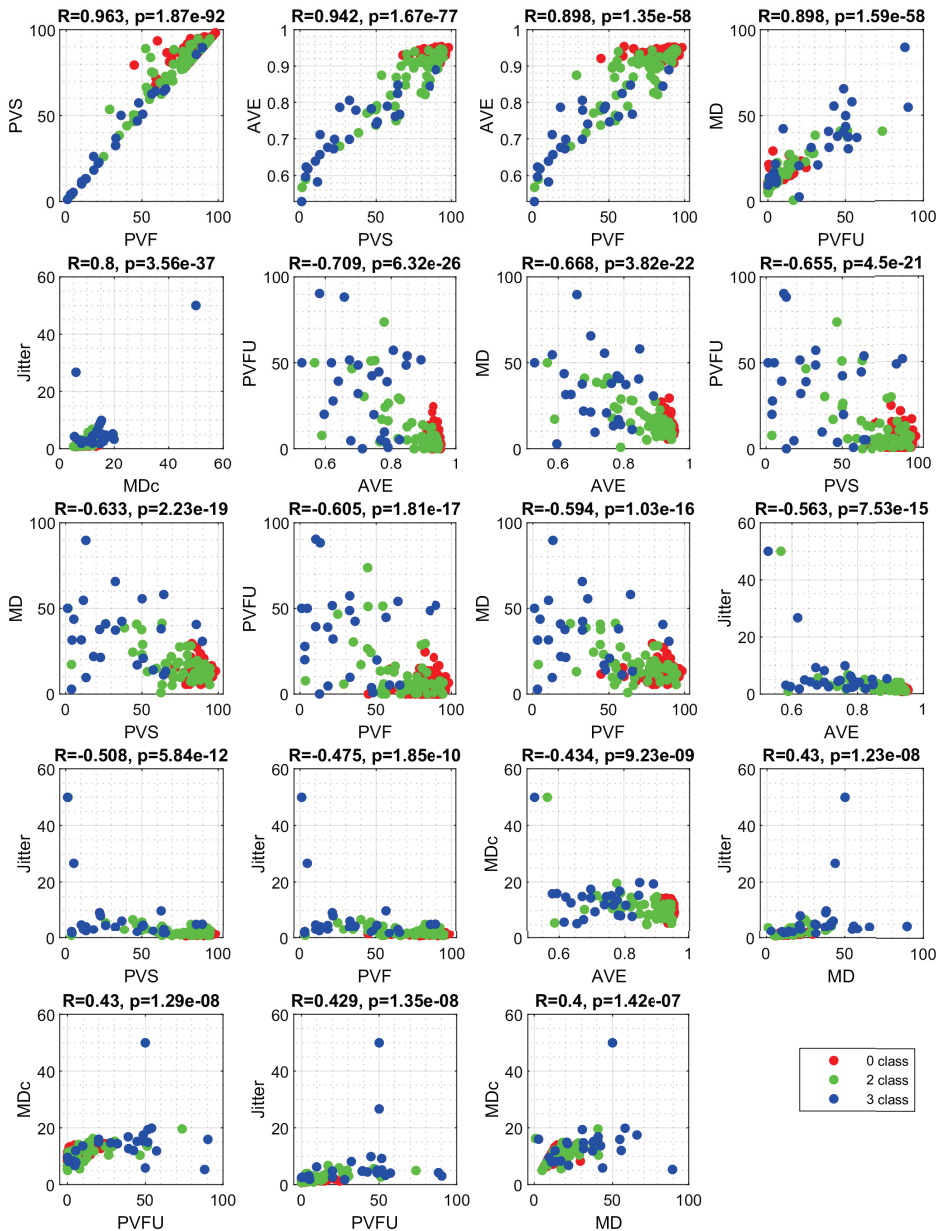 R=0.963, p=1.87e-92
R=0.942, p=1.67e-77
R=0.898, p=1.35e-58
R=0.898, p=1.59e-58
PVS
100
50
0
0
50
100
PVF
AVE
1
0.9
0.8
0.7
0.6
0
50
100
PVS
AVE
1
0.9
0.8
0.7
0.6
0
50
100
PVF
MD
100
50
0
0
50
100
PVFU
R=0.8, p=3.56e-37
R=-0.709, p=6.32e-26
R=-0.668, p=3.82e-22
R=-0.655, p=4.5e-21
Jitter
60
40
20
0
0
20
40
60
MDc
PVFU
100
50
0
0.6
0.8
1
AVE
MD
100
50
0
0.6
0.8
1
AVE
PVFU
100
50
0
0
50
100
PVS
R=-0.633, p=2.23e-19
R=-0.605, p=1.81e-17
R=-0.594, p=1.03e-16
R=-0.563, p=7.53e-15
MD
100
50
0
0
50
100
PVS
PVFU
100
50
0
0
50
100
PVF
MD
100
50
0
0
50
100
PVF
Jitter
60
40
20
0
0.6
0.8
1
AVE
R=-0.508, p=5.84e-12
R=-0.475, p=1.85e-10
R=-0.434, p=9.23e-09
R=0.43, p=1.23e-08
Jitter
60
40
20
0
0
50
100
PVS
Jitter
60
40
20
0
0
50
100
PVF
MDc
60
40
20
0
0.6
0.8
1
AVE
Jitter
60
40
20
0
0
50
100
MD
R=0.43, p=1.29e-08
R=0.429, p=1.35e-08
R=0.4, p=1.42e-07
MDc
60
40
20
0
0
50
100
PVFU
Jitter
60
40
20
0
0
50
100
PVFU
MDc
60
40
20
0
0
50
100
MD
0 class
2 class
3 class